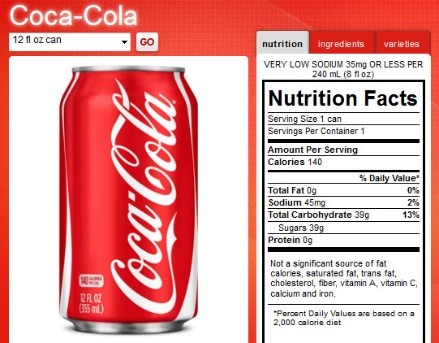 Coca-Cola
12 fl oz can
GO
nutrition
ingredients
varieties
VERY LOW SODIUM 35mg OR LESS PER
240 mL (8 fl oz)
Nutrition Facts
Serving Size 1 can
Servings Per Container 1
Amount Per Serving
Calories 140
% Daily Value*
Total Fat 0g 0%
Sodium 45mg 2%
Total Carbohydrate 39g 13%
Sugars 39g
Protein 0g
Not a significant source of fat
calories, saturated fat, trans fat,
cholesterol, fiber, vitamin A, vitamin C,
calcium and iron.
*Percent Daily Values are based on a
2,000 calorie diet
Coca-Cola
140
12 FL OZ
(355 mL)